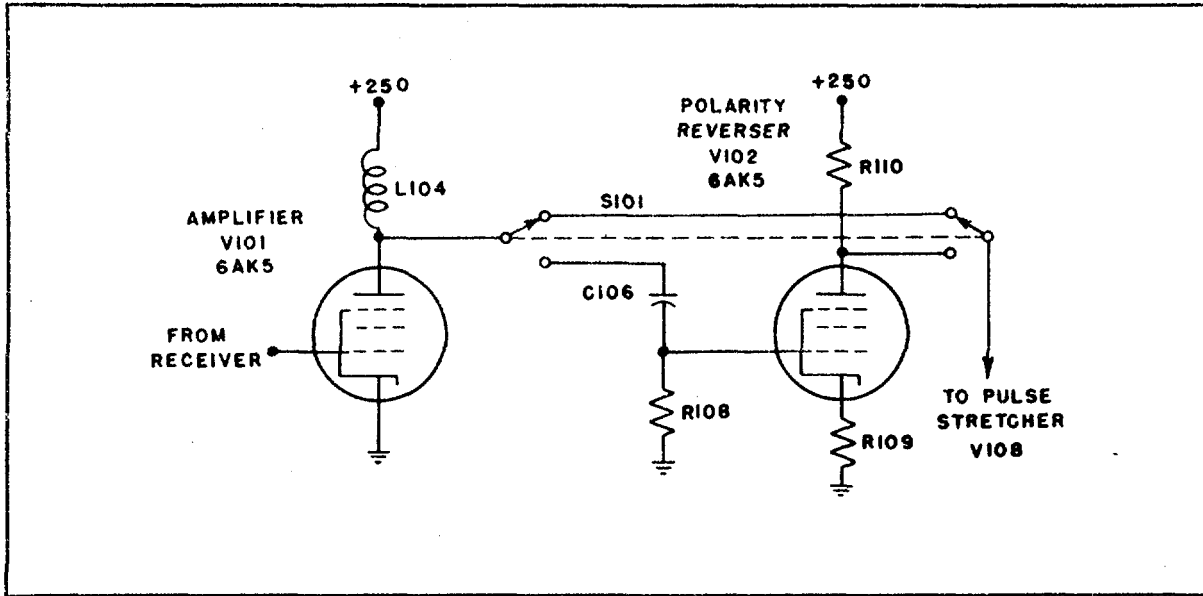 +250
L104
AMPLIFIER
V101
6AK5
FROM
RECEIVER
S101
C106
R108
POLARITY
REVERSER
V102
6AK5
+250
R110
R109
TO PULSE
STRETCHER
V108